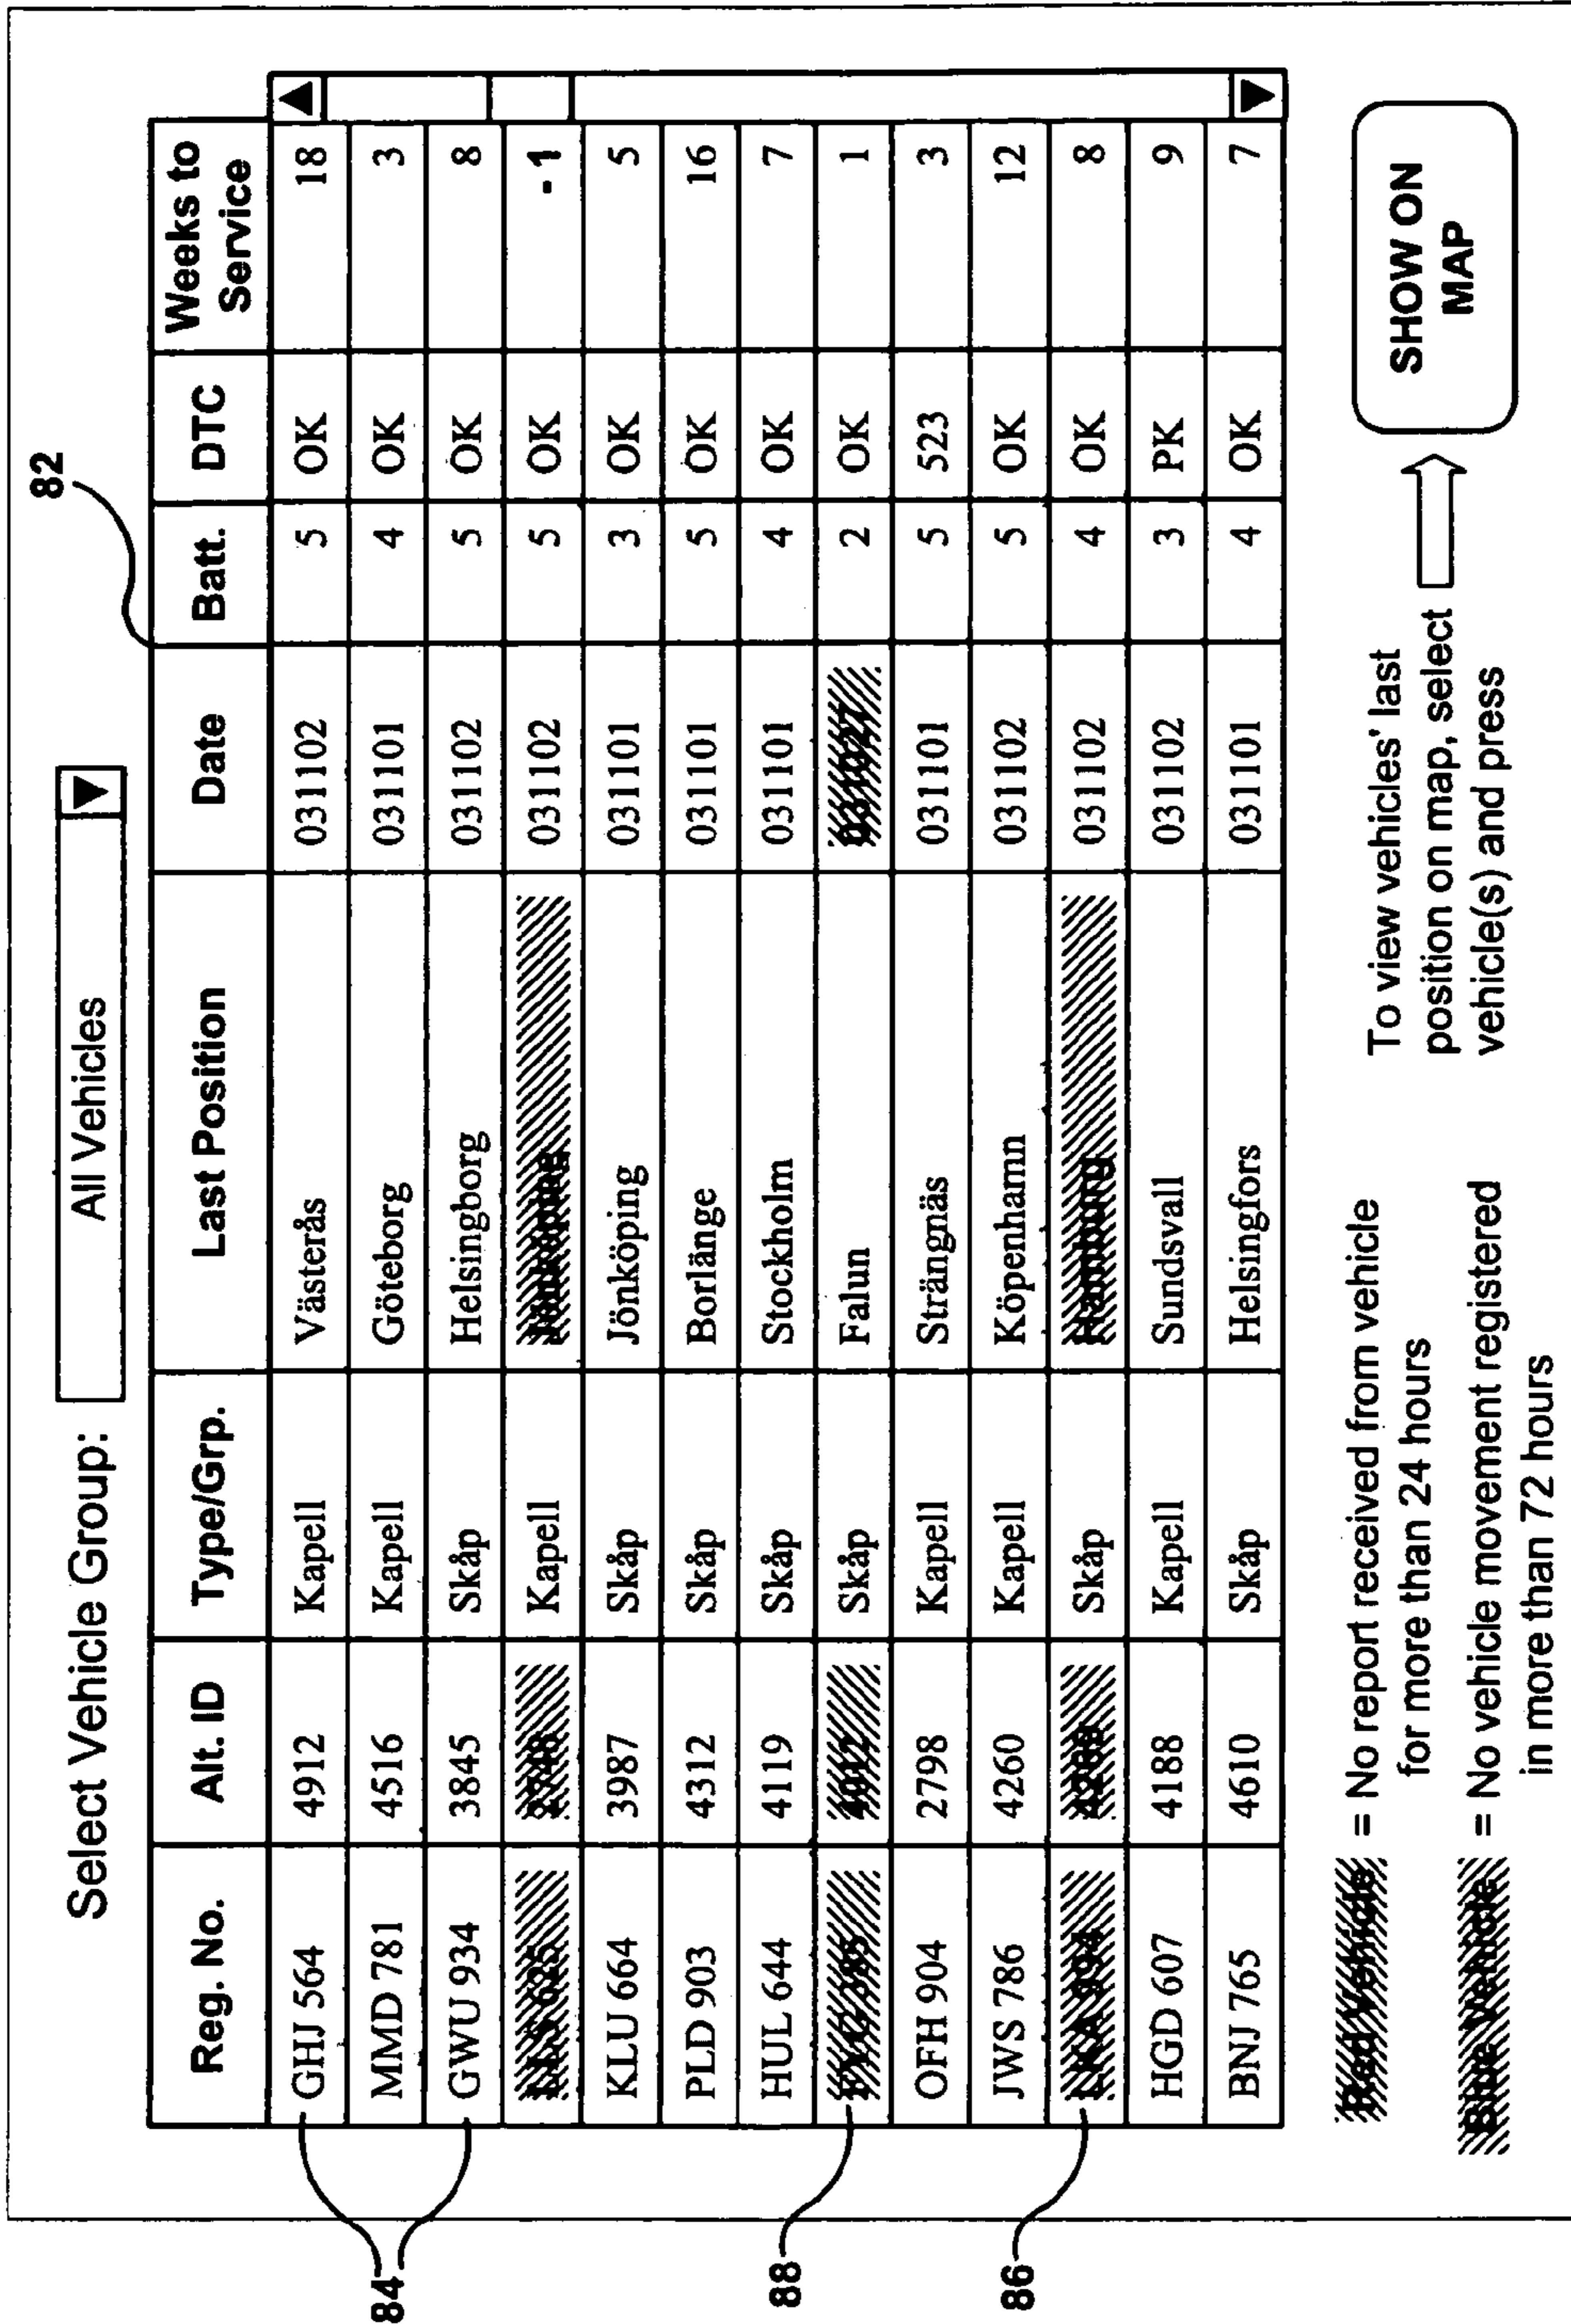 82
Select Vehicle Group: All Vehicles
Reg. No. Alt. ID Type/Grp. Last Position Date Batt. DTC Weeks to Service
GHJ 564 4912 Kapell Västerås 031102 5 OK 18
MMD 781 4516 Kapell Göteborg 031101 4 OK 3
GWU 934 3845 Skåp Helsingborg 031102 5 OK 8
Kapell 031102 5 OK -1
KLU 664 3987 Skåp Jönköping 031101 3 OK 5
PLD 903 4312 Skåp Borlänge 031101 5 OK 16
HUL 644 4119 Skåp Stockholm 031101 4 OK 7
Skåp Falun 2 OK 1
OFH 904 2798 Kapell Strängnäs 031101 5 523 3
JWS 786 4260 Kapell Köpenhamn 031102 5 OK 12
Skåp Hamburg 031102 4 OK 8
HGD 607 4188 Kapell Sundsvall 031102 3 PK 9
BNJ 765 4610 Skåp Helsingfors 031101 4 OK 7
84
88
86
Red Vehicle = No report received from vehicle
for more than 24 hours
Blue Vehicle = No vehicle movement registered
in more than 72 hours
To view vehicles' last
position on map, select
vehicle(s) and press
SHOW ON
MAP